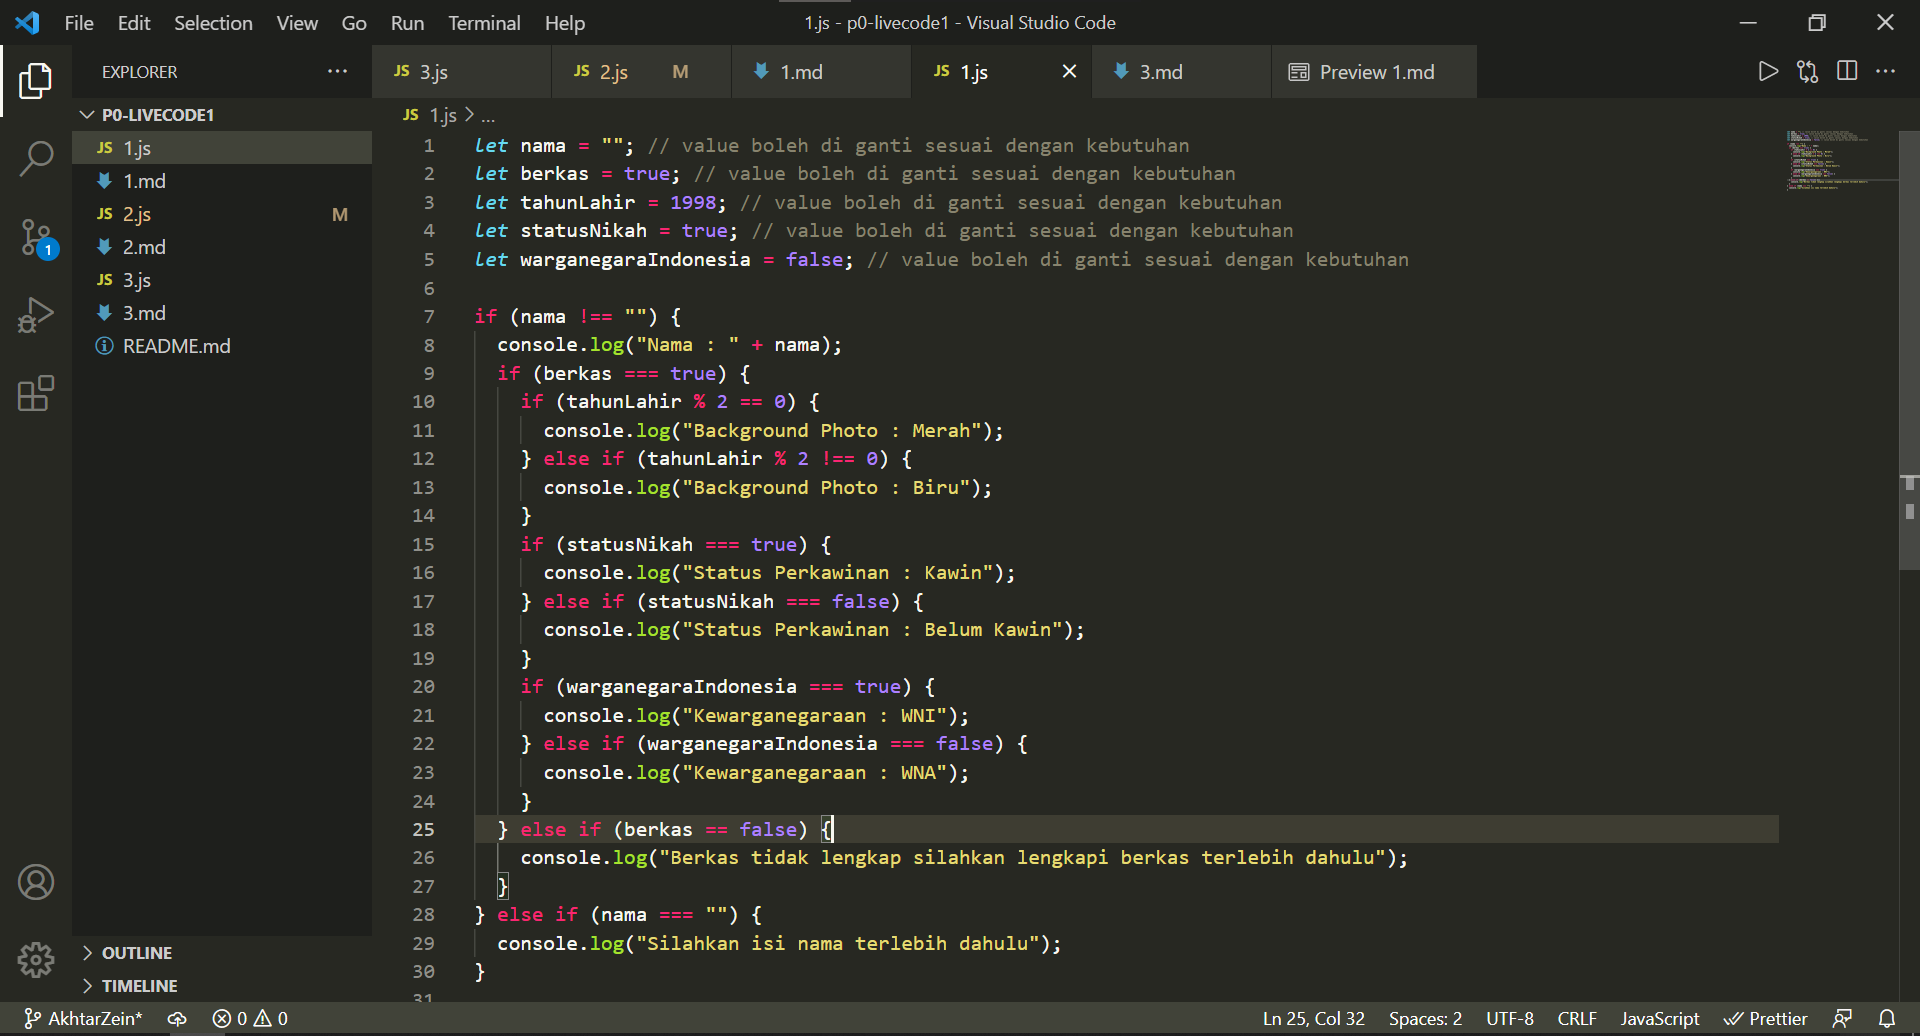 File Edit Selection View Go Run Terminal Help 1.js - p0-livecode1 - Visual Studio Code
EXPLORER
JS 3.js JS 2.js M 1.md JS 1.js 3.md Preview 1.md
P0-LIVECODE1
JS 1.js
1.md
JS 2.js M
2.md
JS 3.js
3.md
README.md
OUTLINE
TIMELINE
1
JS 1.js > ...
1 let nama = ""; // value boleh di ganti sesuai dengan kebutuhan
2 let berkas = true; // value boleh di ganti sesuai dengan kebutuhan
3 let tahunLahir = 1998; // value boleh di ganti sesuai dengan kebutuhan
4 let statusNikah = true; // value boleh di ganti sesuai dengan kebutuhan
5 let warganegaraIndonesia = false; // value boleh di ganti sesuai dengan kebutuhan
6
7 if (nama !== "") {
8 console.log("Nama : " + nama);
9 if (berkas === true) {
10 if (tahunLahir % 2 == 0) {
11 console.log("Background Photo : Merah");
12 } else if (tahunLahir % 2 !== 0) {
13 console.log("Background Photo : Biru");
14 }
15 if (statusNikah === true) {
16 console.log("Status Perkawinan : Kawin");
17 } else if (statusNikah === false) {
18 console.log("Status Perkawinan : Belum Kawin");
19 }
20 if (warganegaraIndonesia === true) {
21 console.log("Kewarganegaraan : WNI");
22 } else if (warganegaraIndonesia === false) {
23 console.log("Kewarganegaraan : WNA");
24 }
25 } else if (berkas == false) {
26 console.log("Berkas tidak lengkap silahkan lengkapi berkas terlebih dahulu");
27 }
28 } else if (nama === "") {
29 console.log("Silahkan isi nama terlebih dahulu");
30 }
31
AkhtarZein* 0 0 Ln 25, Col 32 Spaces: 2 UTF-8 CRLF JavaScript Prettier